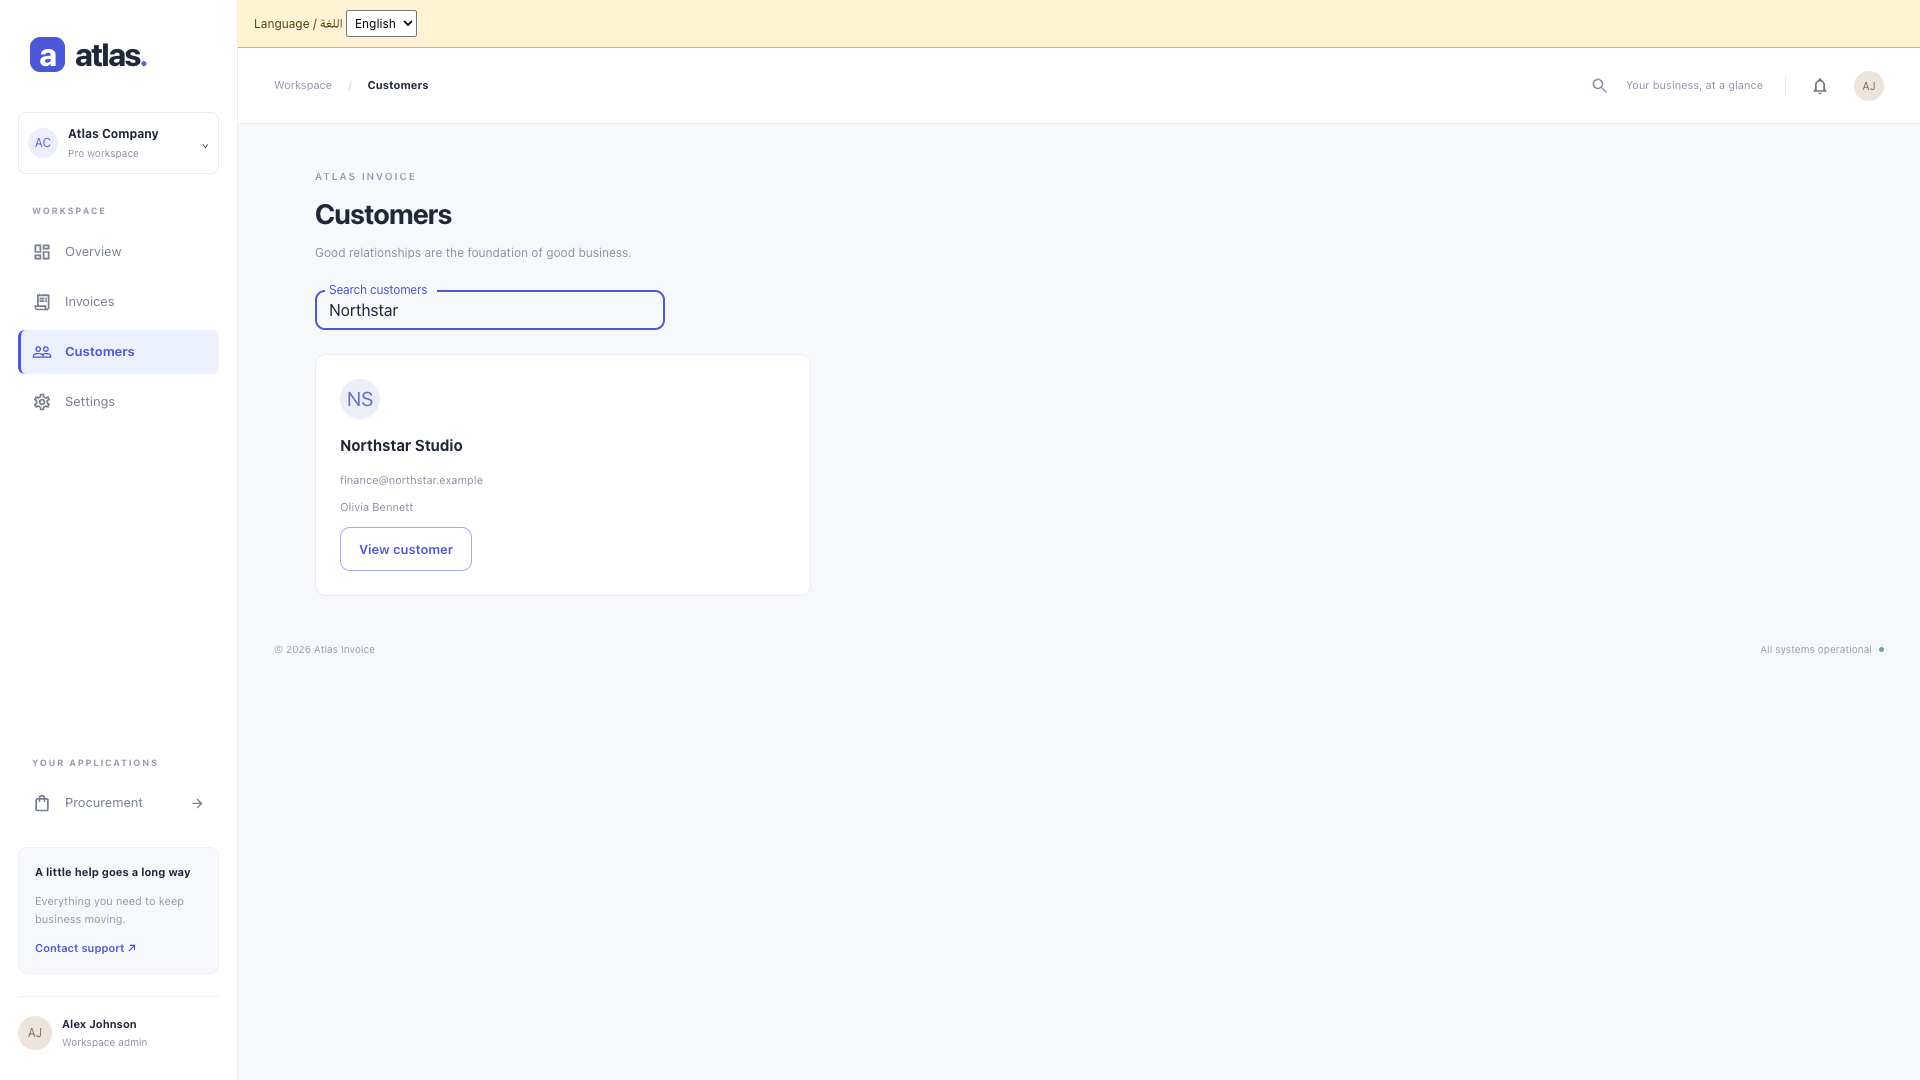 a atlas.
AC
Atlas Company
Pro workspace
WORKSPACE
Overview
Invoices
Customers
Settings
YOUR APPLICATIONS
Procurement
A little help goes a long way
Everything you need to keep
business moving.
Contact support ↗
AJ
Alex Johnson
Workspace admin
Language / اللغة English
Workspace / Customers
Your business, at a glance
AJ
ATLAS INVOICE
Customers
Good relationships are the foundation of good business.
Search customers
Northstar
NS
Northstar Studio
finance@northstar.example
Olivia Bennett
View customer
© 2026 Atlas Invoice
All systems operational